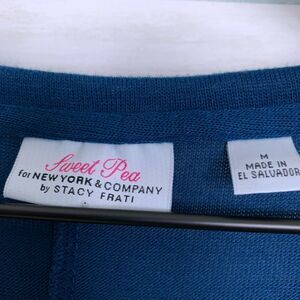 Sweet Pea
for NEW YORK & COMPANY
by STACY FRATI
M
MADE IN
EL SALVADOR